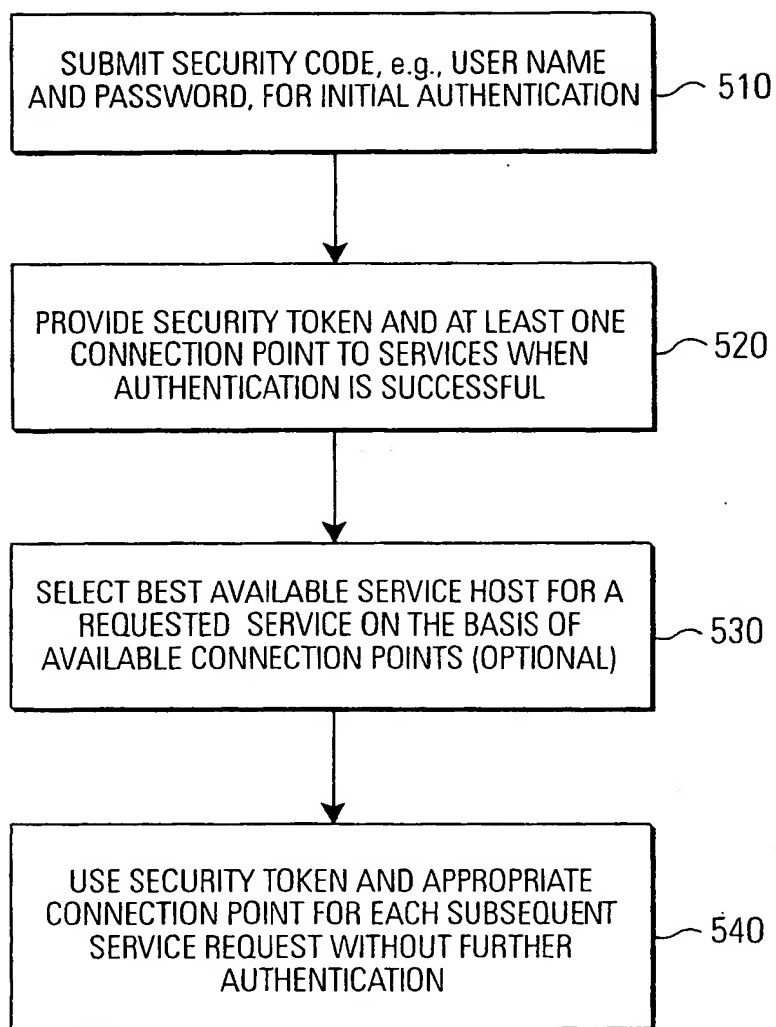 SUBMIT SECURITY CODE, e.g., USER NAME
AND PASSWORD, FOR INITIAL AUTHENTICATION
510
PROVIDE SECURITY TOKEN AND AT LEAST ONE
CONNECTION POINT TO SERVICES WHEN
AUTHENTICATION IS SUCCESSFUL
520
SELECT BEST AVAILABLE SERVICE HOST FOR A
REQUESTED SERVICE ON THE BASIS OF
AVAILABLE CONNECTION POINTS (OPTIONAL)
530
USE SECURITY TOKEN AND APPROPRIATE
CONNECTION POINT FOR EACH SUBSEQUENT
SERVICE REQUEST WITHOUT FURTHER
AUTHENTICATION
540